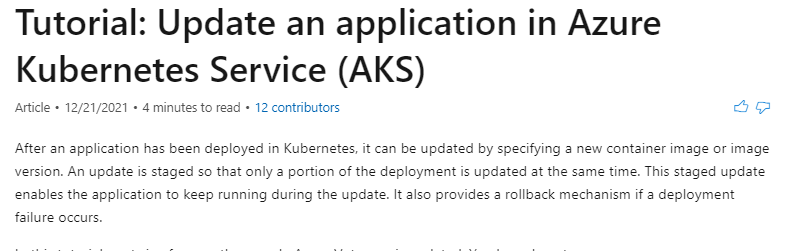 Tutorial: Update an application in Azure
Kubernetes Service (AKS)
Article • 12/21/2021 • 4 minutes to read • 12 contributors
After an application has been deployed in Kubernetes, it can be updated by specifying a new container image or image
version. An update is staged so that only a portion of the deployment is updated at the same time. This staged update
enables the application to keep running during the update. It also provides a rollback mechanism if a deployment
failure occurs.